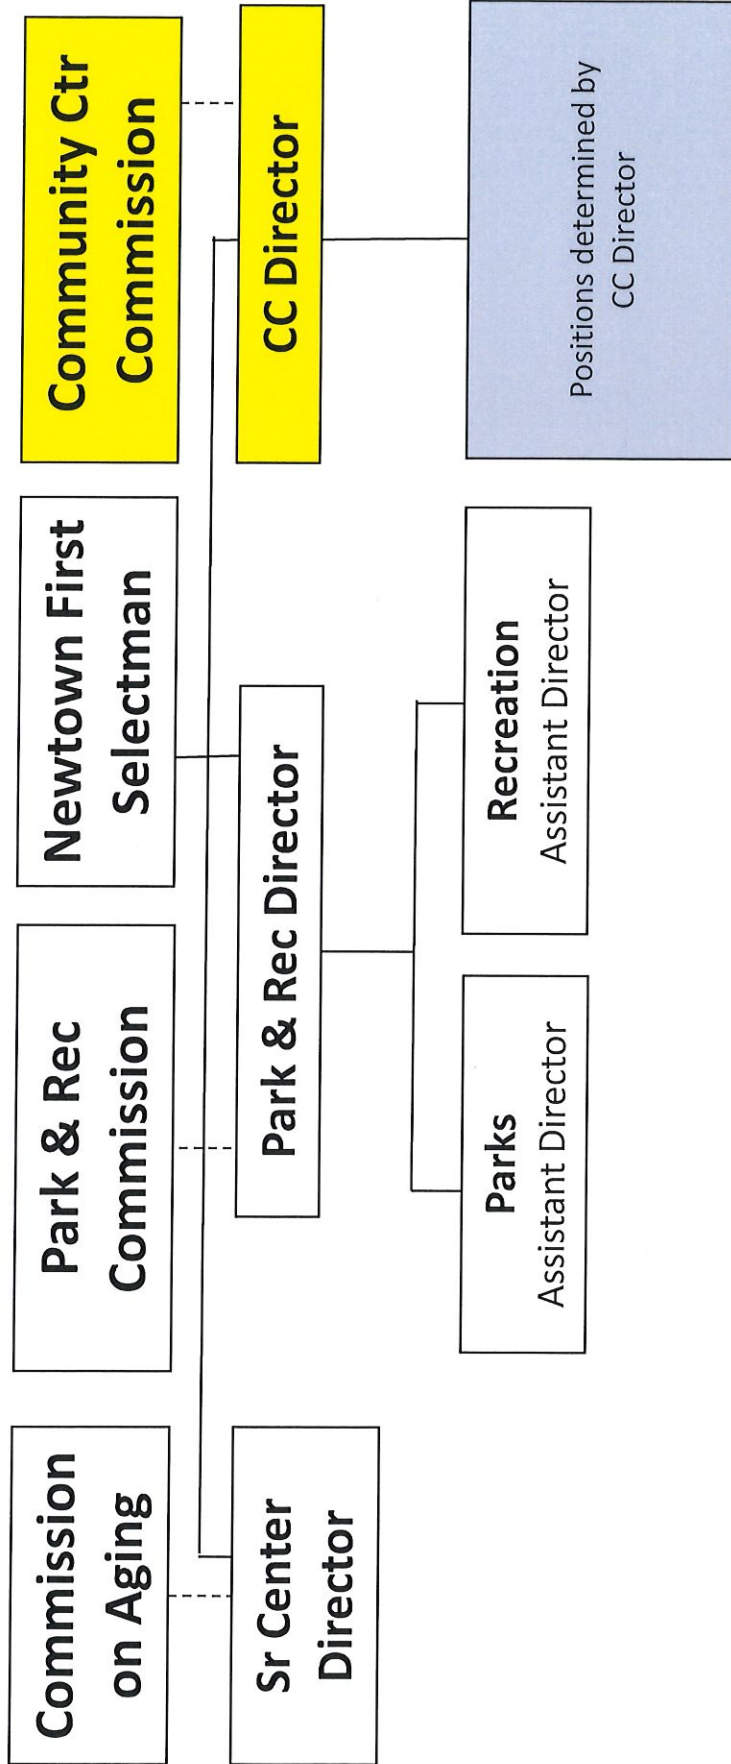 Commission
on Aging
Park & Rec
Commission
Newtown First
Selectman
Community Ctr
Commission
Sr Center
Director
Park & Rec Director
CC Director
Parks
Assistant Director
Recreation
Assistant Director
Positions determined by
CC Director